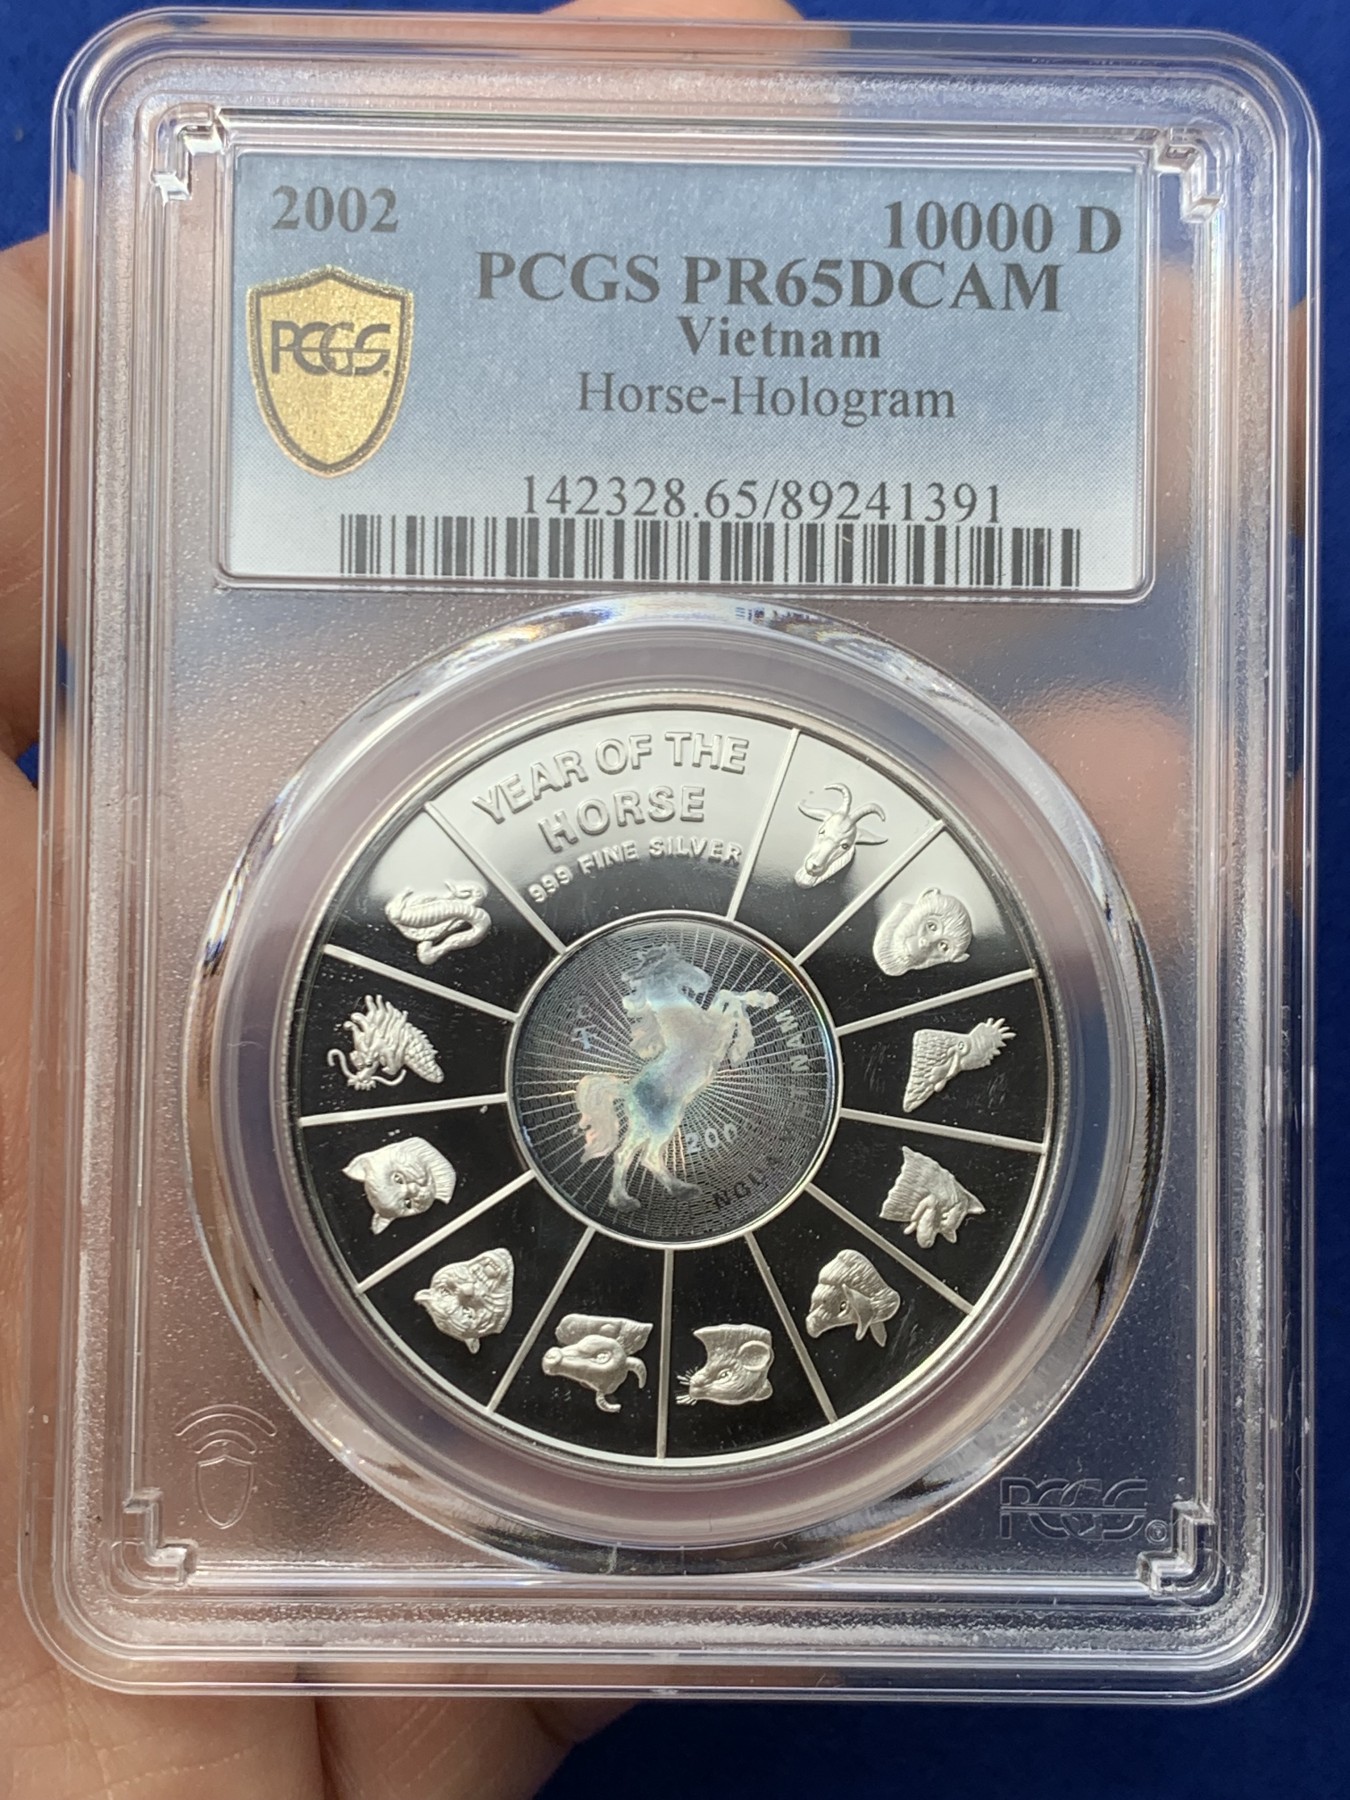 2002
10000 D
PCGS PR65DCAM
Vietnam
PCGS
Horse-Hologram
142328.65/89241391
YEAR OF THE
HORSE
999 FINE SILVER
PCGS